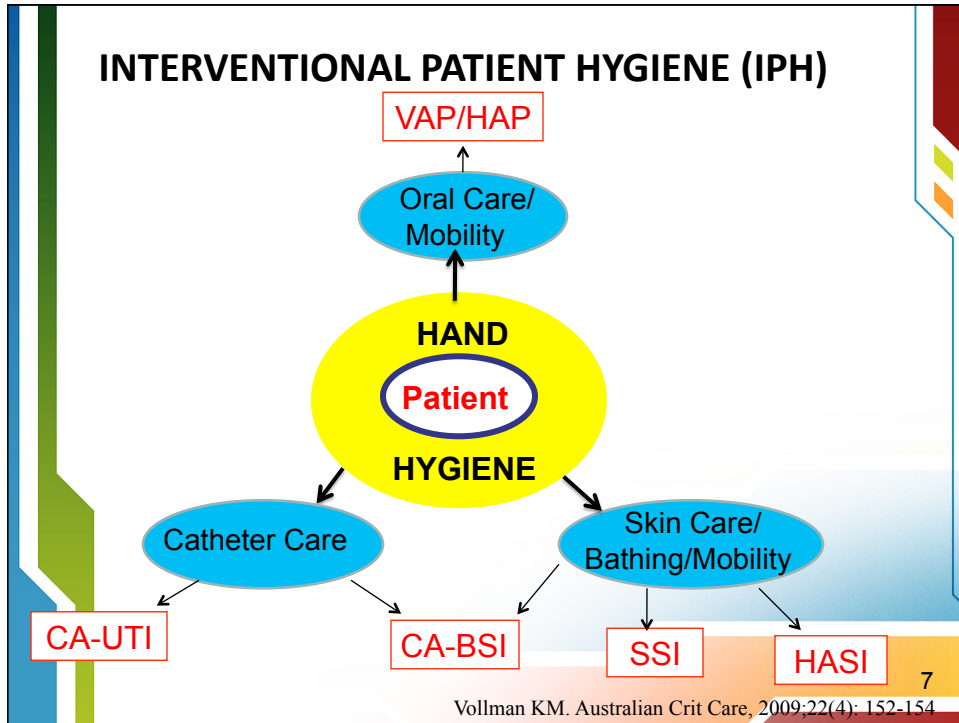 INTERVENTIONAL PATIENT HYGIENE (IPH)
VAP/HAP
Oral Care/
Mobility
HAND
Patient
HYGIENE
Catheter Care
Skin Care/
Bathing/Mobility
CA-UTI
CA-BSI
SSI
HASI
7
Vollman KM. Australian Crit Care, 2009;22(4): 152-154